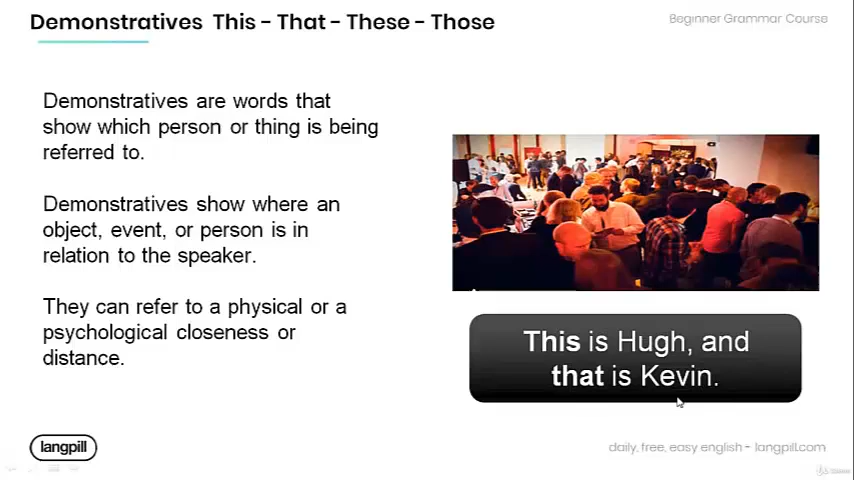 Demonstratives This - That - These - Those
Beginner Grammar Course
Demonstratives are words that
show which person or thing is being
referred to.
Demonstratives show where an
object, event, or person is in
relation to the speaker.
They can refer to a physical or a
psychological closeness or
distance.
This is Hugh, and
that is Kevin.
langpill
daily, free, easy english - langpill.com